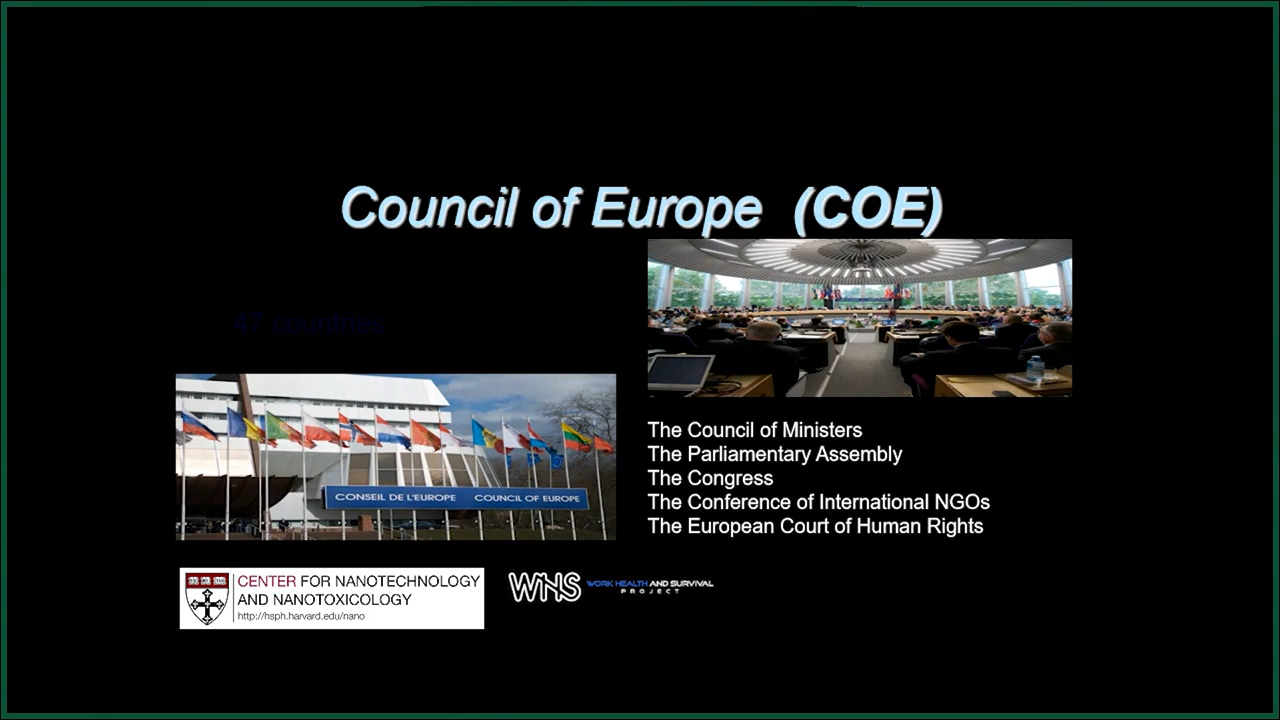 Council of Europe (COE)
47 countries
CONSEIL DE L'EUROPE COUNCIL OF EUROPE
The Council of Ministers
The Parliamentary Assembly
The Congress
The Conference of International NGOs
The European Court of Human Rights
CENTER FOR NANOTECHNOLOGY
AND NANOTOXICOLOGY
http://hsph.harvard.edu/nano
WHS WORK HEALTH AND SURVIVAL
PROJECT